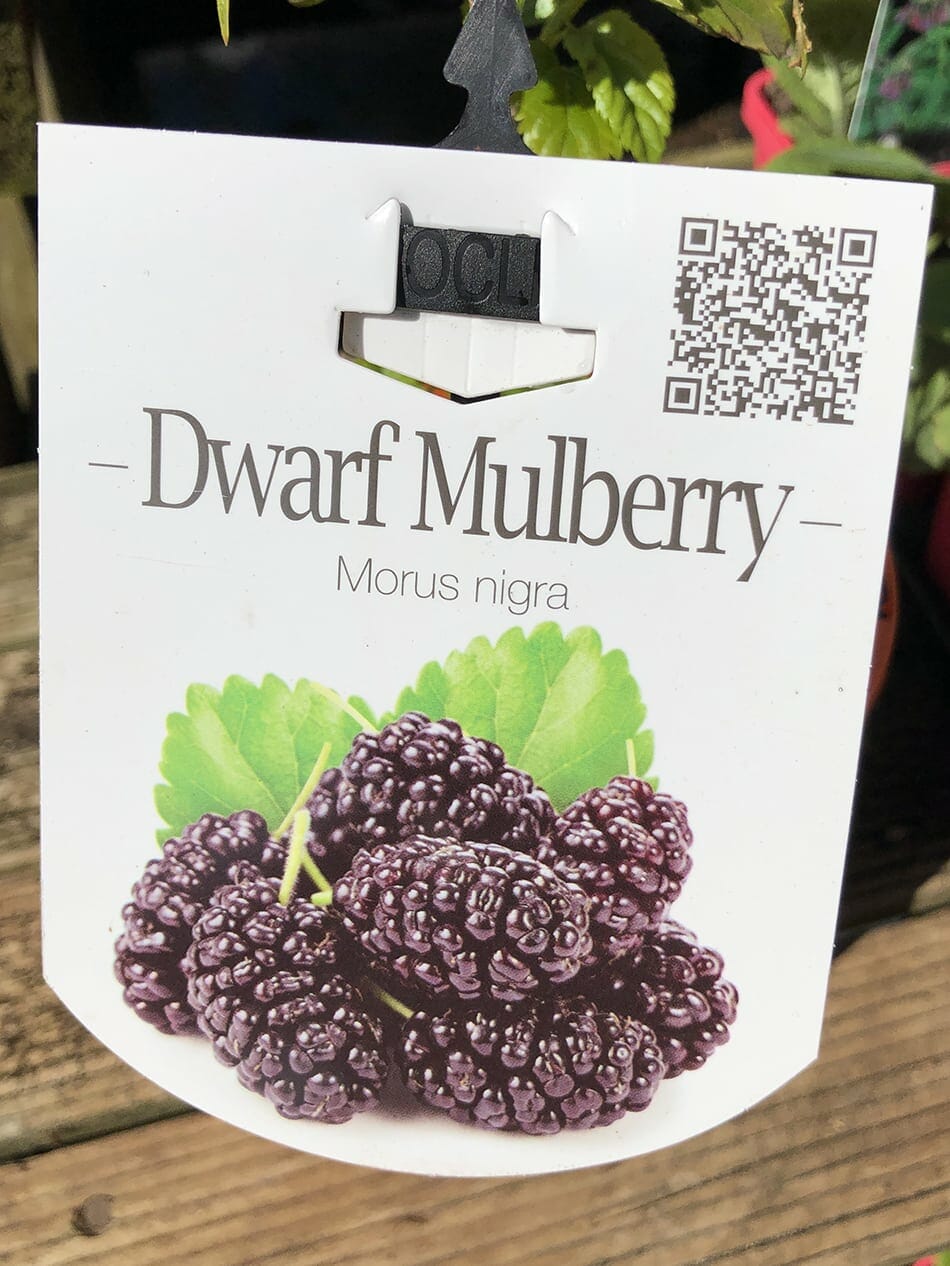 OCL
- Dwarf Mulberry -
Morus nigra